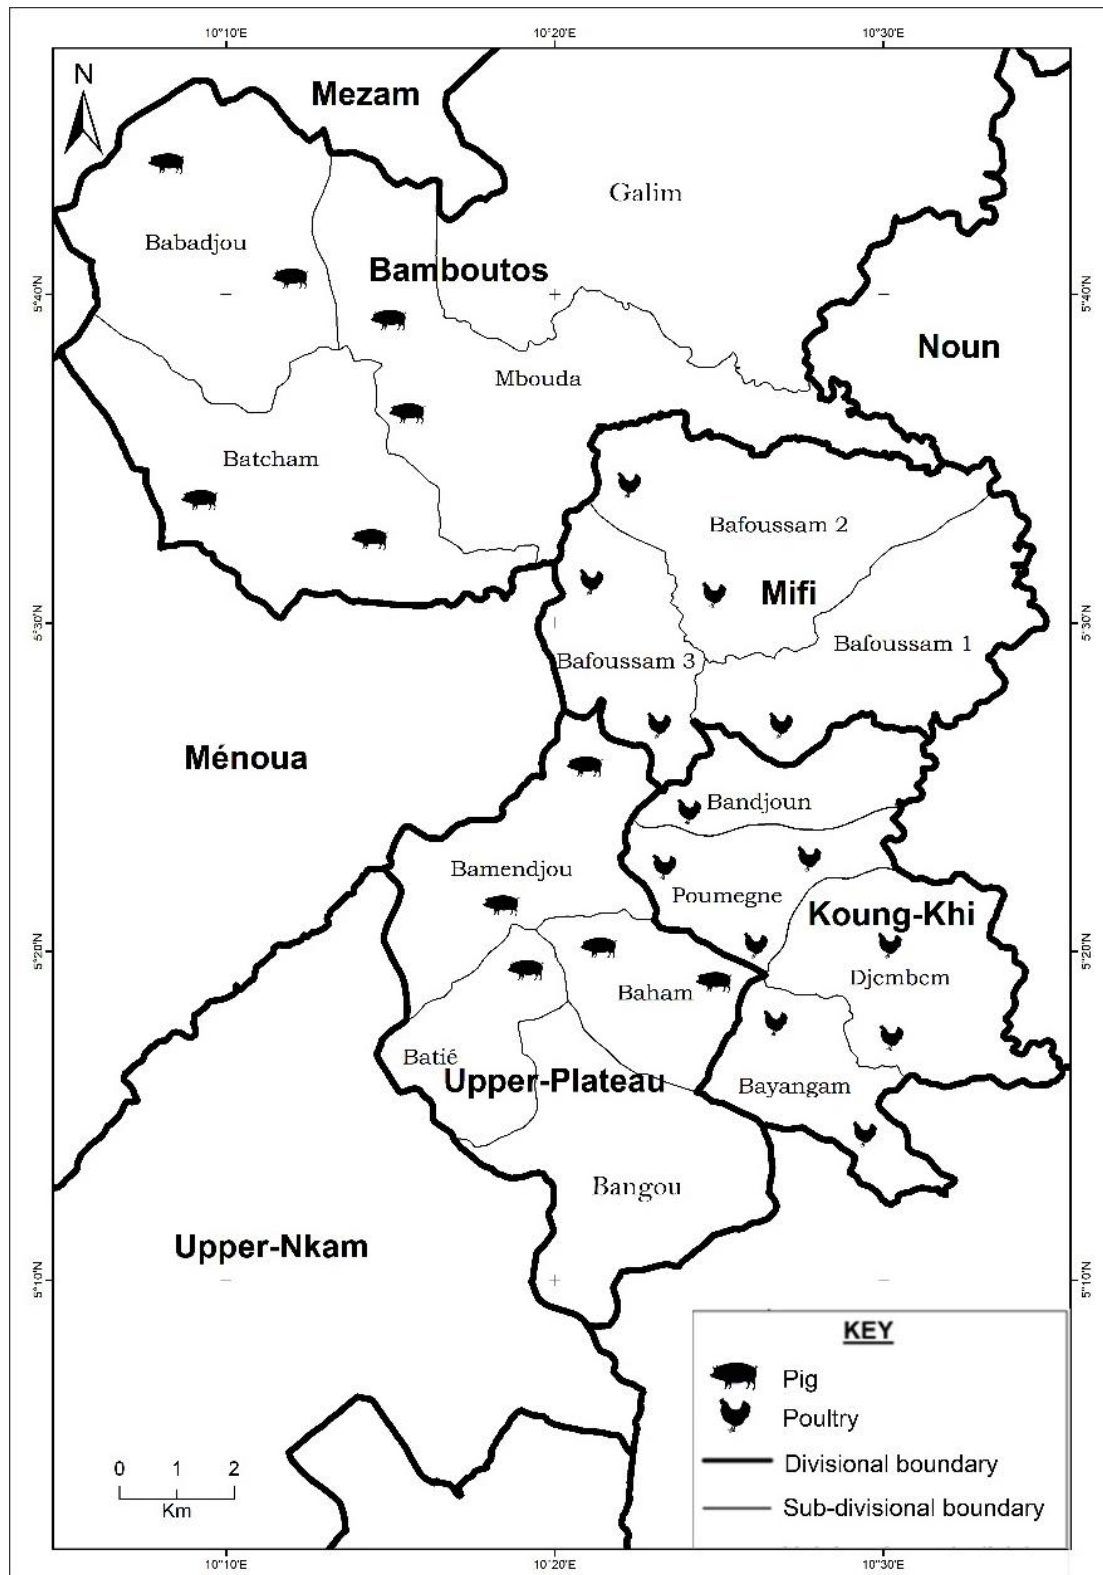 10°10'E 10°20'E 10°30'E
N
Mezam
Galim
Babadjou
Bamboutos
5°40'N 5°40'N
Noun
Mbouda
Batcham
Bafoussam 2
Mifi
5°30'N 5°30'N
Bafoussam 1
Bafoussam 3
Ménoua
Bandjoun
Bamendjou
Poumegne
Koung-Khi
5°20'N 5°20'N
Djembem
Baham
Batié
Upper-Plateau
Bayangam
Bangou
Upper-Nkam
5°10'N 5°10'N
KEY
Pig
Poultry
Divisional boundary
Sub-divisional boundary
0 1 2
Km
10°10'E 10°20'E 10°30'E